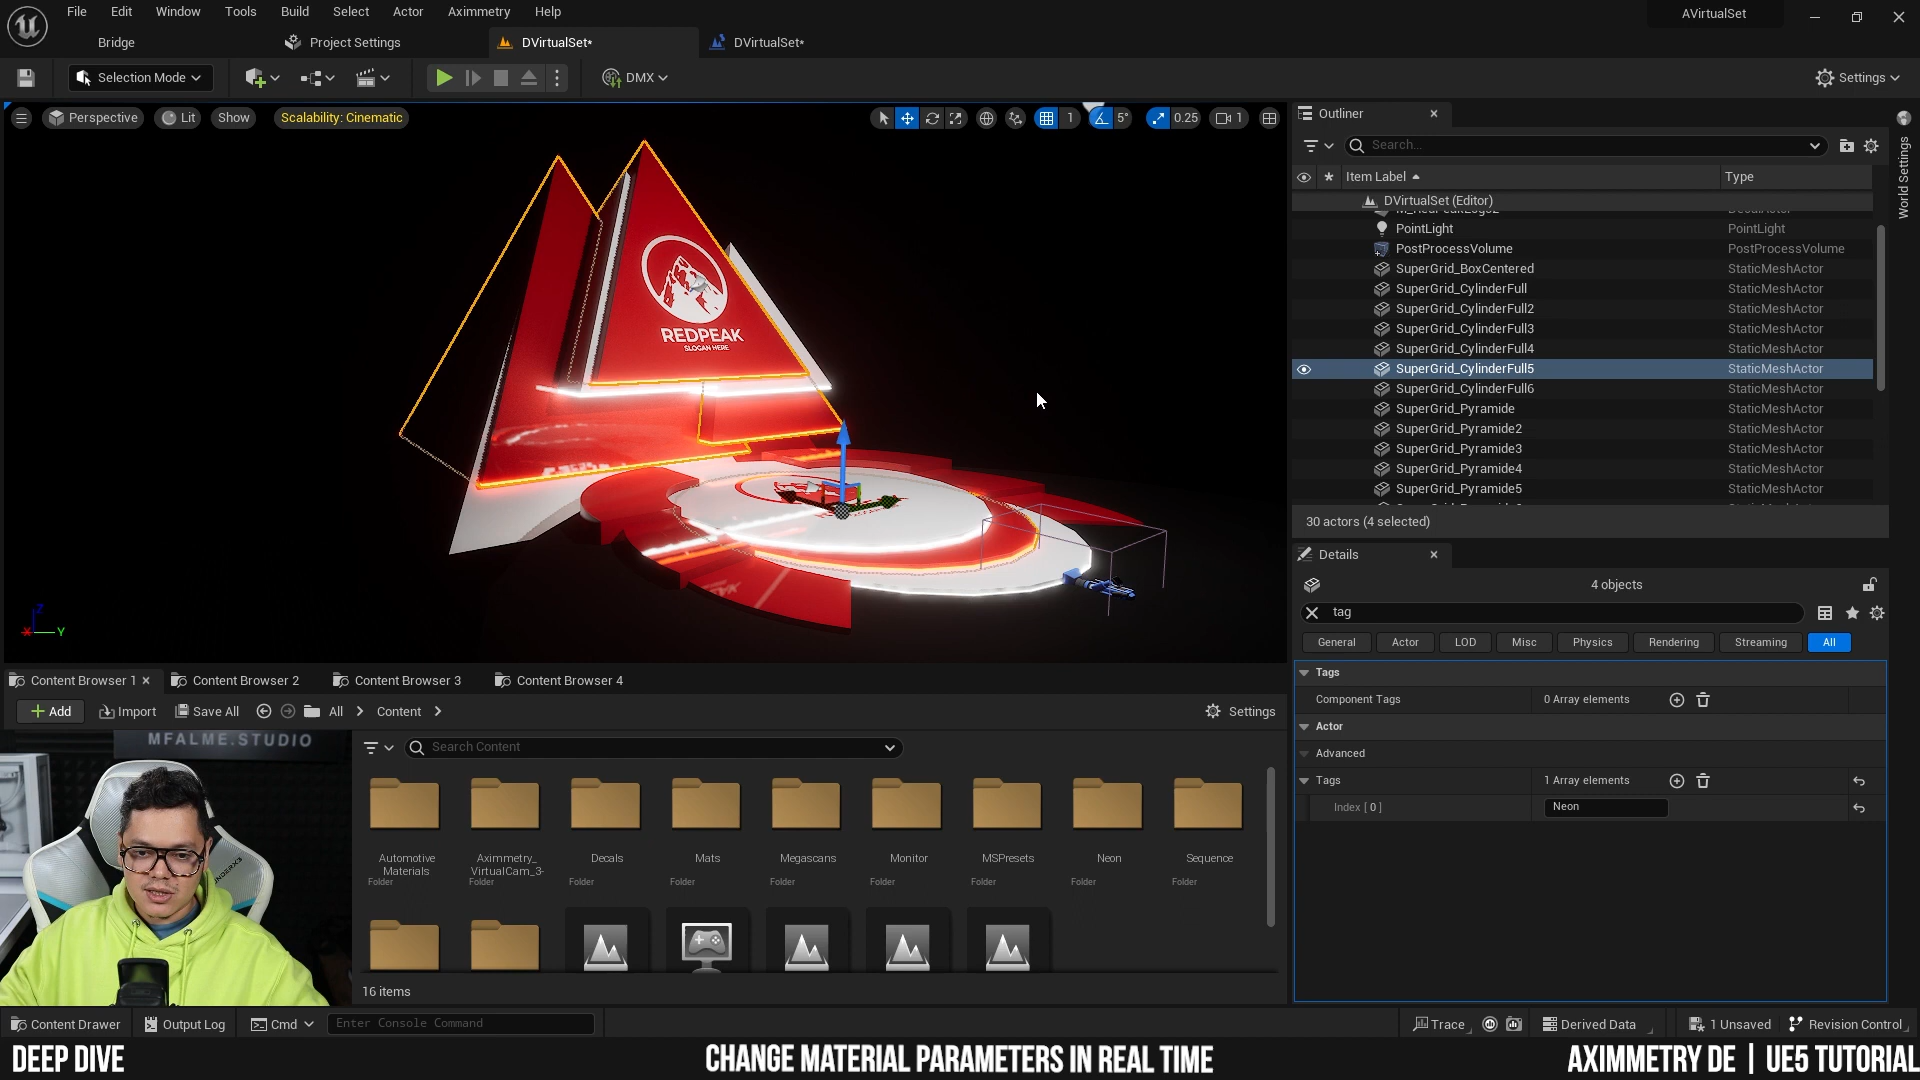 File Edit Window Tools Build Select Actor Aximmetry Help
AVirtualSet
Bridge
Project Settings
DVirtualSet*
DVirtualSet*
Selection Mode
DMX
Settings
Perspective
Lit
Show
Scalability: Cinematic
1
5°
0.25
1
REDPEAK
SLOGAN HERE
X
Z
Y
Outliner
Search...
World Settings
Item Label
Type
DVirtualSet (Editor)
PointLight PointLight
PostProcessVolume PostProcessVolume
SuperGrid_BoxCentered StaticMeshActor
SuperGrid_CylinderFull StaticMeshActor
SuperGrid_CylinderFull2 StaticMeshActor
SuperGrid_CylinderFull3 StaticMeshActor
SuperGrid_CylinderFull4 StaticMeshActor
SuperGrid_CylinderFull5 StaticMeshActor
SuperGrid_CylinderFull6 StaticMeshActor
SuperGrid_Pyramide StaticMeshActor
SuperGrid_Pyramide2 StaticMeshActor
SuperGrid_Pyramide3 StaticMeshActor
SuperGrid_Pyramide4 StaticMeshActor
SuperGrid_Pyramide5 StaticMeshActor
30 actors (4 selected)
Details
4 objects
tag
General Actor LOD Misc Physics Rendering Streaming All
Tags
Component Tags 0 Array elements
Actor
Advanced
Tags 1 Array elements
Index [ 0 ] Neon
Content Browser 1
Content Browser 2
Content Browser 3
Content Browser 4
Add
Import
Save All
All
Content
Settings
Search Content
MFALME.STUDIO
Automotive Materials
Folder
Aximmetry_VirtualCam_3-
Folder
Decals
Folder
Mats
Folder
Megascans
Folder
Monitor
Folder
MSPresets
Folder
Neon
Folder
Sequence
Folder
16 items
Content Drawer
Output Log
Cmd
Enter Console Command
Trace
Derived Data
1 Unsaved
Revision Control
DEEP DIVE
CHANGE MATERIAL PARAMETERS IN REAL TIME
AXIMMETRY DE | UE5 TUTORIAL